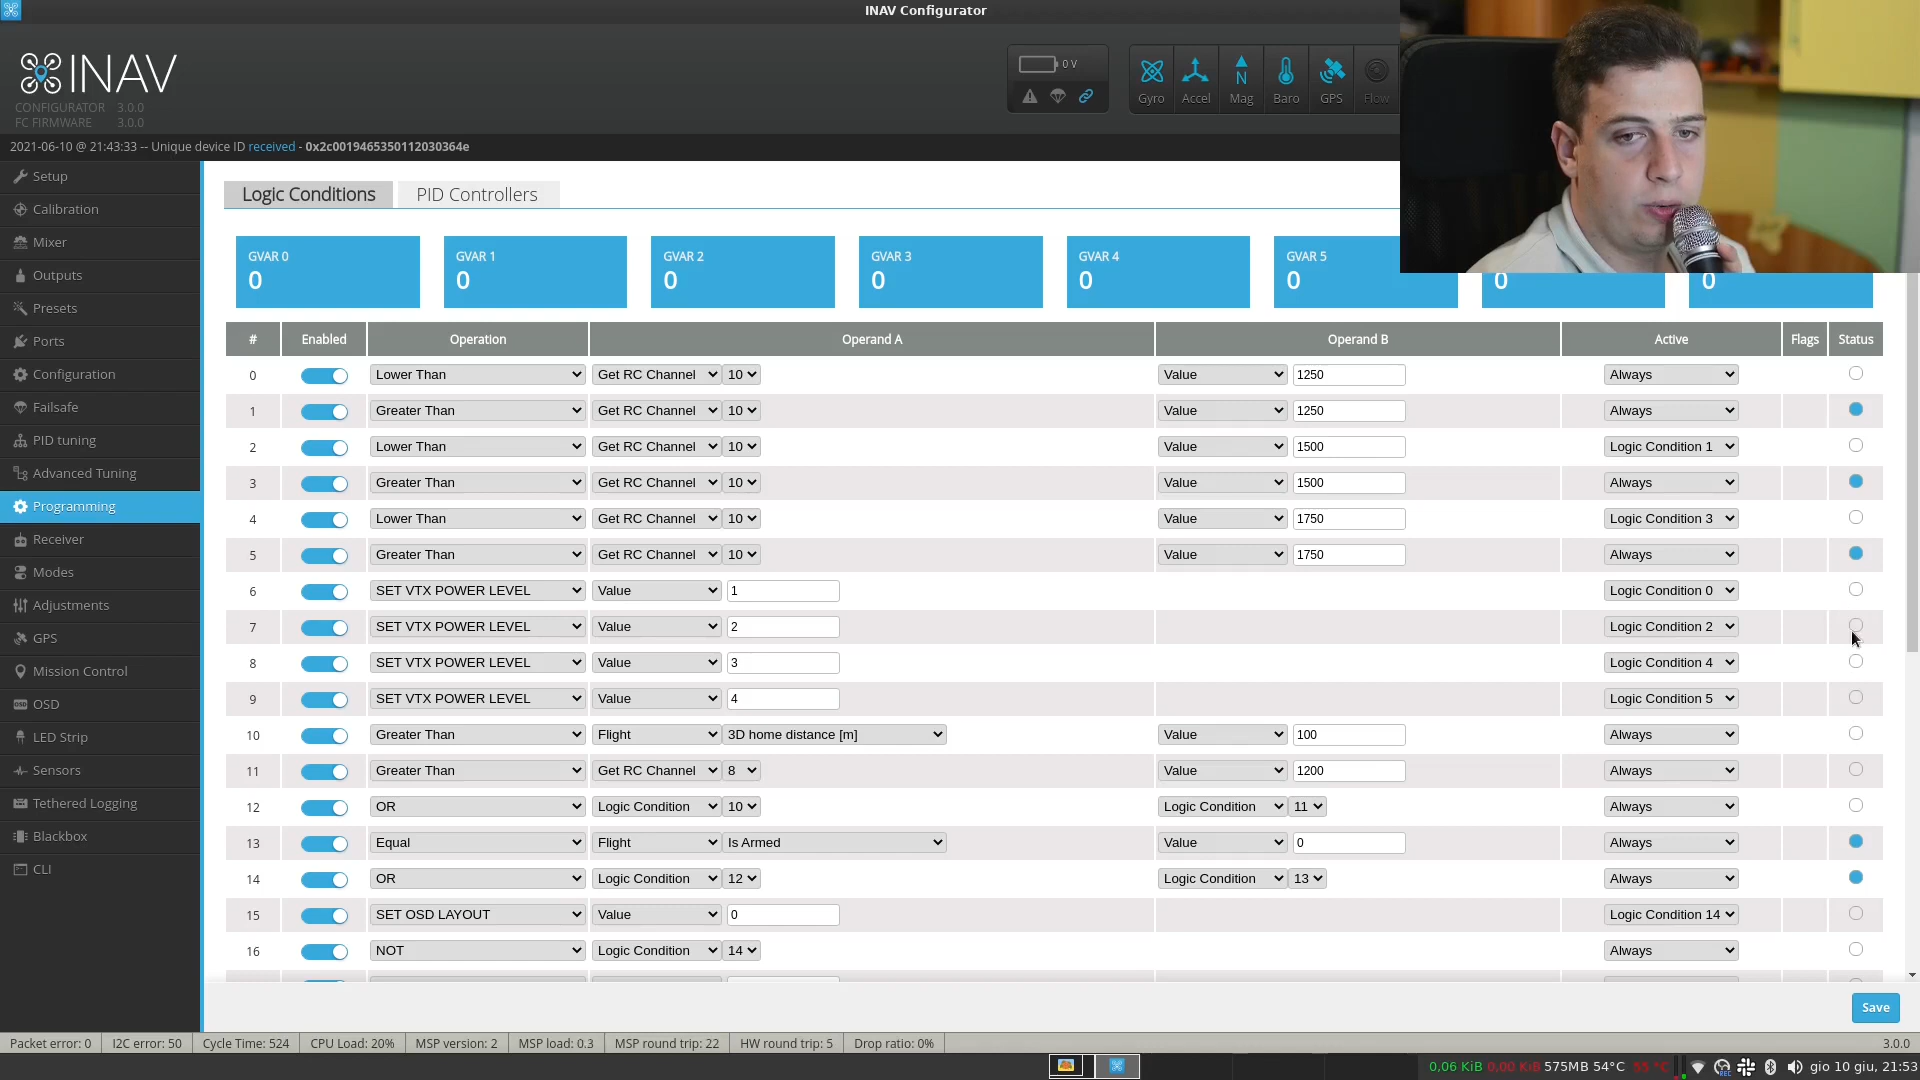 INAV Configurator
INAV
CONFIGURATOR 3.0.0
FC FIRMWARE 3.0.0
0 V
Gyro Accel Mag Baro GPS Flow
2021-06-10 @ 21:43:33 -- Unique device ID received - 0x2c0019465350112030364e
Setup
Calibration
Mixer
Outputs
Presets
Ports
Configuration
Failsafe
PID tuning
Advanced Tuning
Programming
Receiver
Modes
Adjustments
GPS
Mission Control
OSD
LED Strip
Sensors
Tethered Logging
Blackbox
CLI
Logic Conditions PID Controllers
GVAR 0 GVAR 1 GVAR 2 GVAR 3 GVAR 4 GVAR 5
0 0 0 0 0 0 0 0
# Enabled Operation Operand A Operand B Active Flags Status
0 Lower Than Get RC Channel 10 Value 1250 Always
1 Greater Than Get RC Channel 10 Value 1250 Always
2 Lower Than Get RC Channel 10 Value 1500 Logic Condition 1
3 Greater Than Get RC Channel 10 Value 1500 Always
4 Lower Than Get RC Channel 10 Value 1750 Logic Condition 3
5 Greater Than Get RC Channel 10 Value 1750 Always
6 SET VTX POWER LEVEL Value 1 Logic Condition 0
7 SET VTX POWER LEVEL Value 2 Logic Condition 2
8 SET VTX POWER LEVEL Value 3 Logic Condition 4
9 SET VTX POWER LEVEL Value 4 Logic Condition 5
10 Greater Than Flight 3D home distance [m] Value 100 Always
11 Greater Than Get RC Channel 8 Value 1200 Always
12 OR Logic Condition 10 Logic Condition 11 Always
13 Equal Flight Is Armed Value 0 Always
14 OR Logic Condition 12 Logic Condition 13 Always
15 SET OSD LAYOUT Value 0 Logic Condition 14
16 NOT Logic Condition 14 Always
Save
Packet error: 0 I2C error: 50 Cycle Time: 524 CPU Load: 20% MSP version: 2 MSP load: 0.3 MSP round trip: 22 HW round trip: 5 Drop ratio: 0% 3.0.0
0,06 KiB 0,00 KiB 575MB 54°C 55 °C gio 10 giu, 21:53